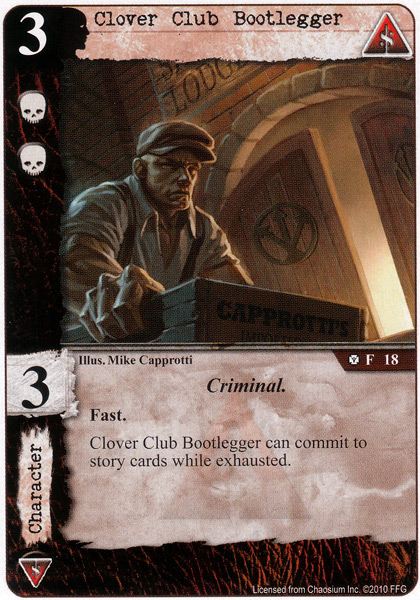 3
Clover Club Bootlegger
LODGE
CAPPROTTI'S
Illus. Mike Capprotti
F 18
3
Criminal.
Fast.
Clover Club Bootlegger can commit to
story cards while exhausted.
Character
Licensed from Chaosium Inc. ©2010 FFG